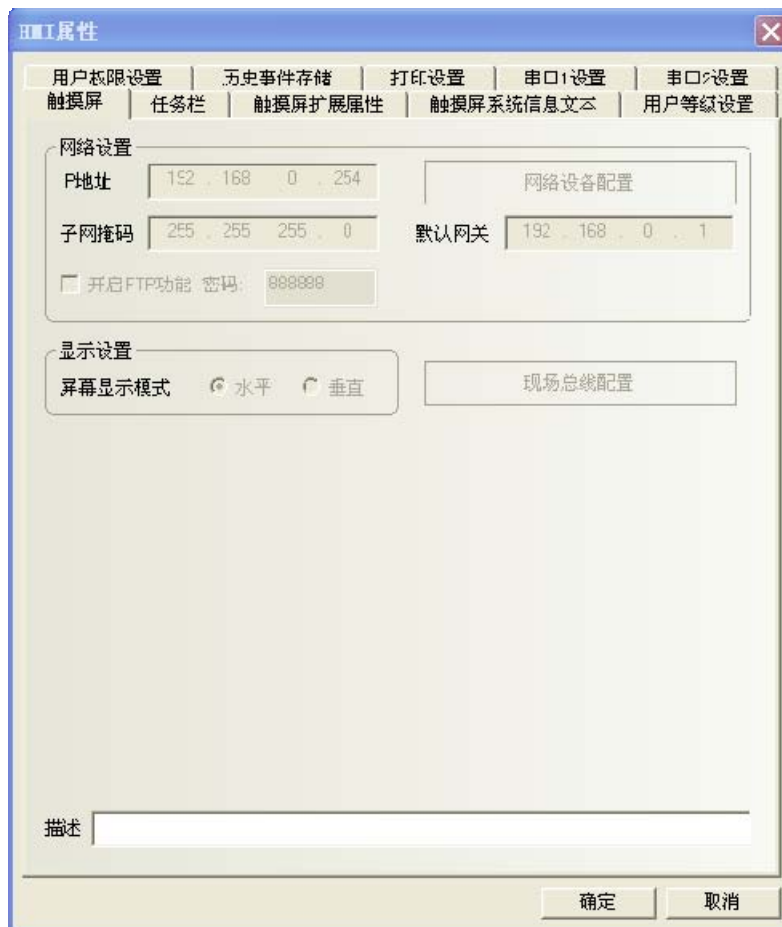 HMI属性
用户权限设置 历史事件存储 打印设置 串口1设置 串口2设置
触摸屏 任务栏 触摸屏扩展属性 触摸屏系统信息文本 用户等级设置
网络设置
IP地址 192 . 168 . 0 . 254 网络设备配置
子网掩码 255 . 255 . 255 . 0 默认网关 192 . 168 . 0 . 1
开启FTP功能 密码: 888888
显示设置
屏幕显示模式 水平 垂直 现场总线配置
描述
确定 取消